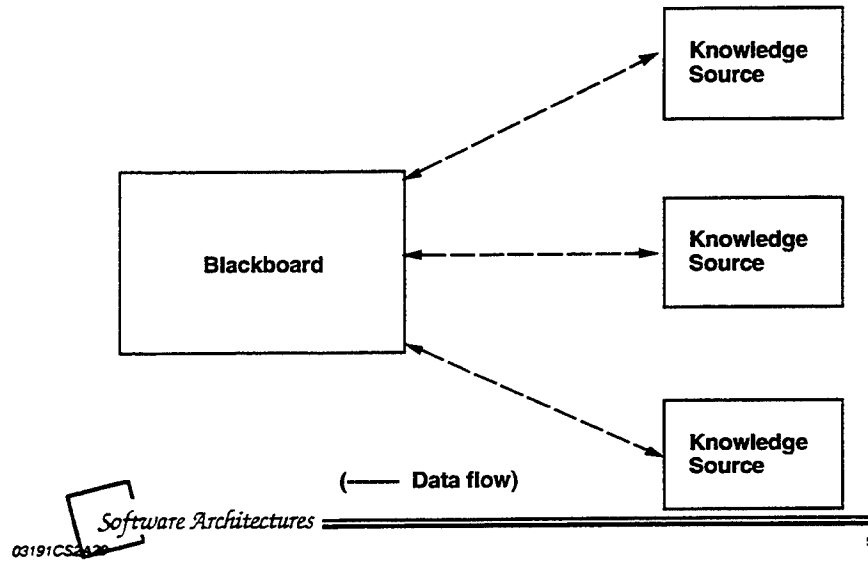 Knowledge
Source
Blackboard
Knowledge
Source
Knowledge
Source
(—— Data flow)
Software Architectures